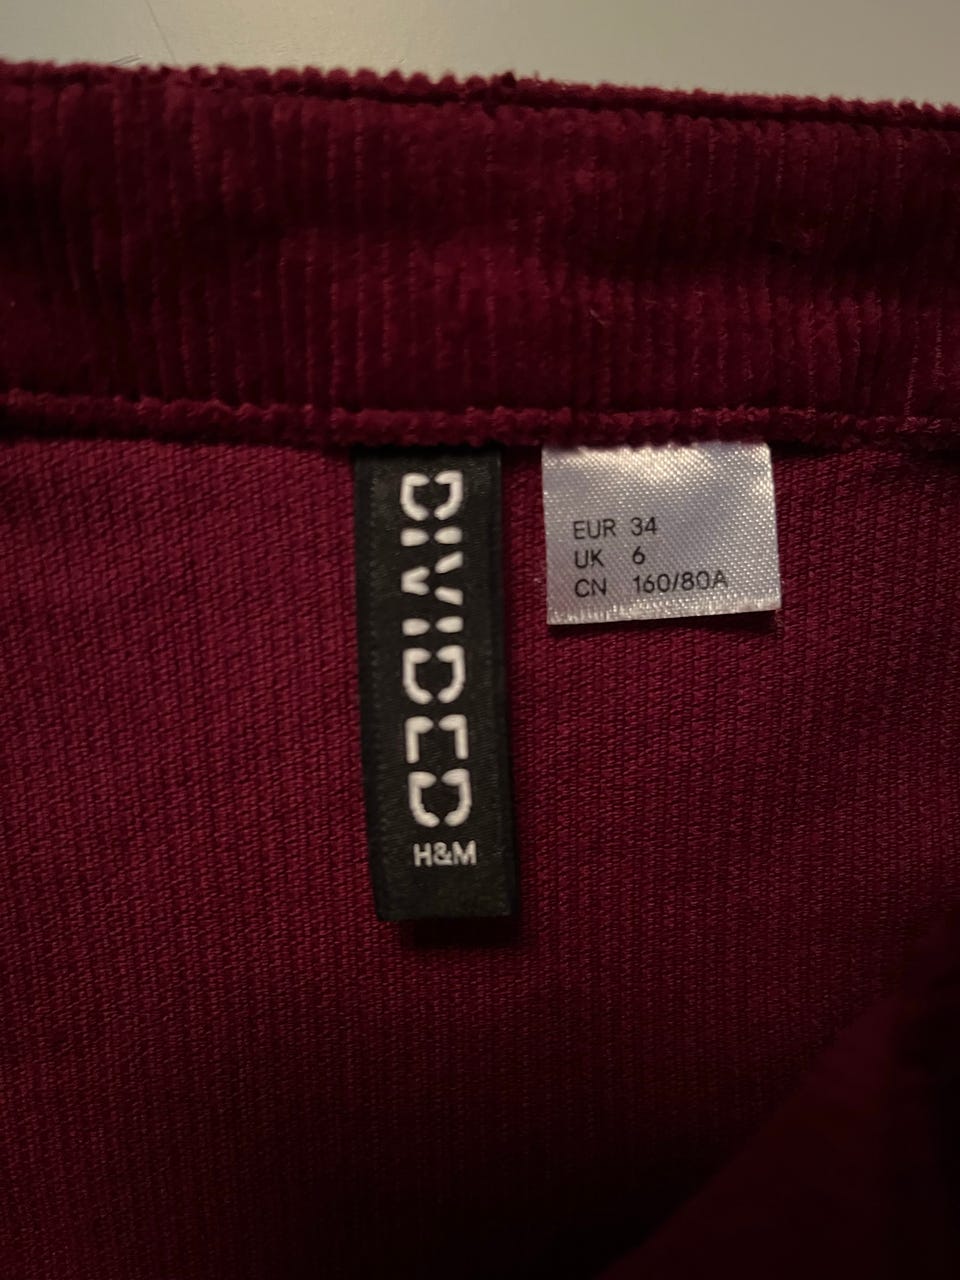 DIVIDED
H&M
EUR 34
UK 6
CN 160/80A